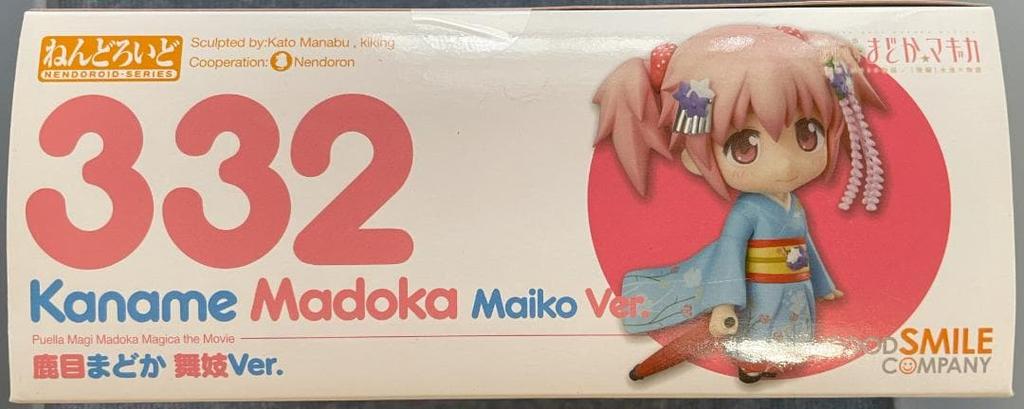 ねんどろいど
NENDOROID-SERIES
Sculpted by:Kato Manabu , kiking
Cooperation: Nendoron
まどか★マギカ
332
Kaname Madoka Maiko Ver.
Puella Magi Madoka Magica the Movie
鹿目まどか 舞妓Ver.
SMILE
COMPANY